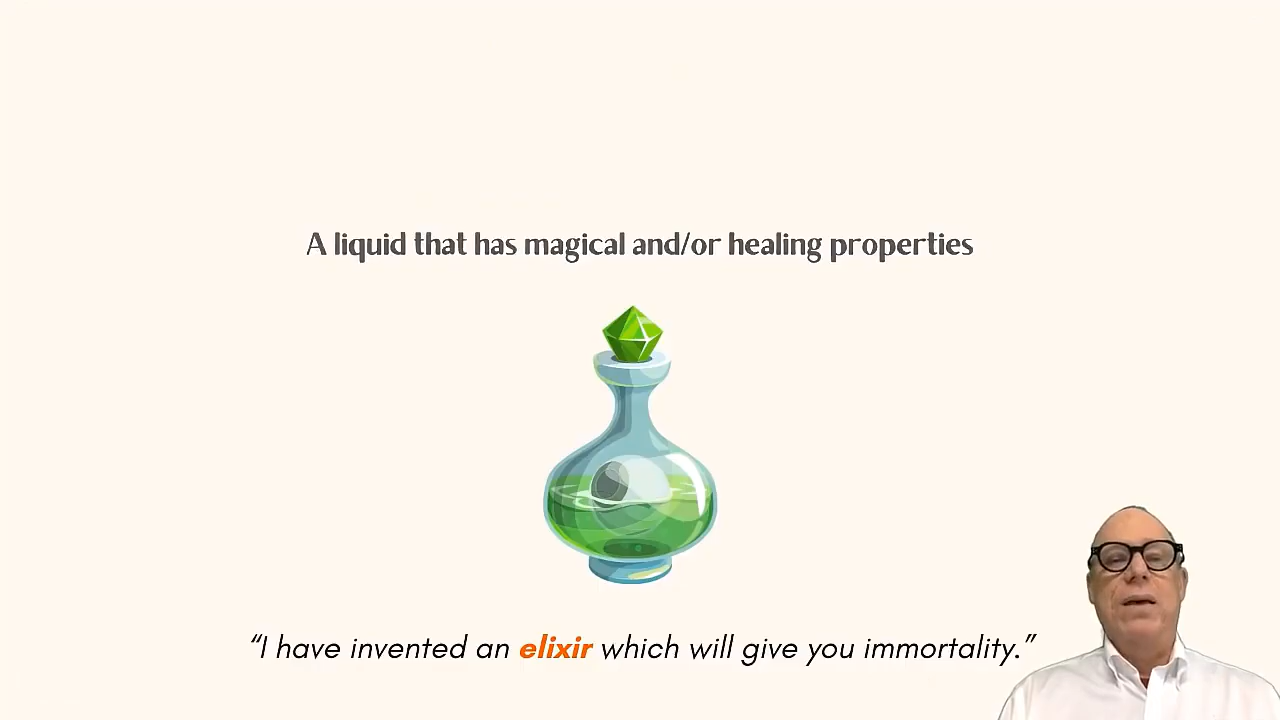 A liquid that has magical and/or healing properties
“I have invented an elixir which will give you immortality.”